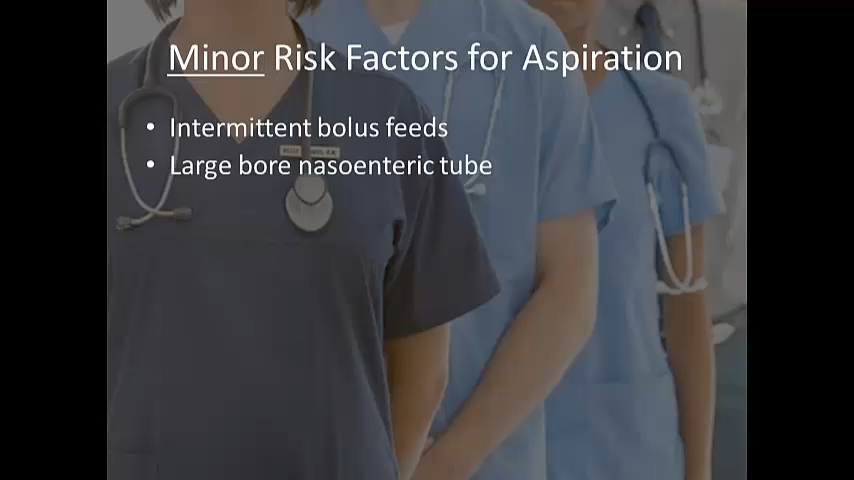 Minor Risk Factors for Aspiration
• Intermittent bolus feeds
• Large bore nasoenteric tube